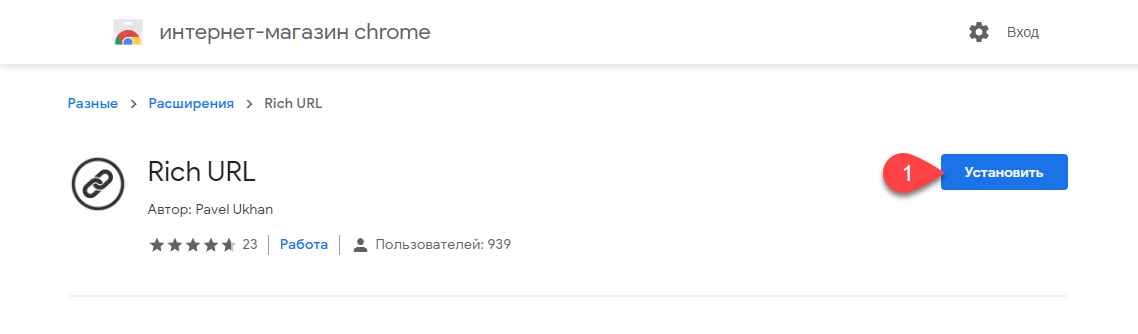 интернет-магазин chrome
Вход
Разные > Расширения > Rich URL
Rich URL
1
Установить
Автор: Pavel Ukhan
23 | Работа | Пользователей: 939